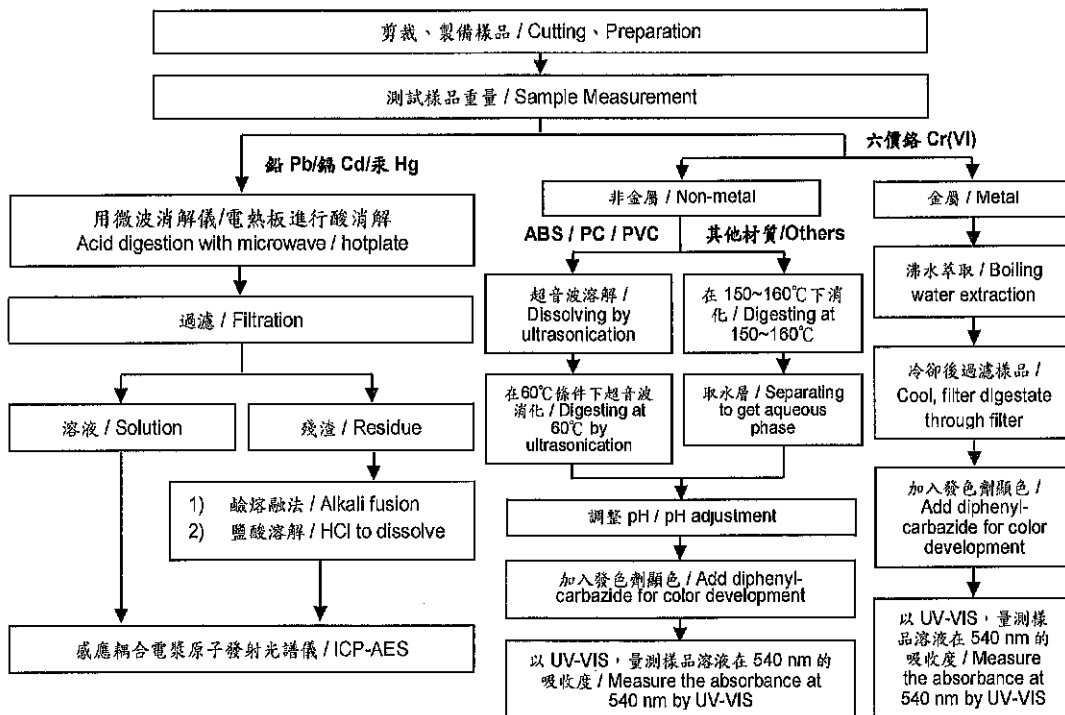 剪裁、製備樣品 / Cutting、Preparation
測試樣品重量 / Sample Measurement
鉛 Pb/鎘 Cd/汞 Hg
六價鉻 Cr(VI)
用微波消解儀/電熱板進行酸消解
Acid digestion with microwave / hotplate
過濾 / Filtration
溶液 / Solution
殘渣 / Residue
1) 鹼熔融法 / Alkali fusion
2) 鹽酸溶解 / HCl to dissolve
感應耦合電漿原子發射光譜儀 / ICP-AES
非金屬 / Non-metal
ABS / PC / PVC
其他材質/Others
超音波溶解 /
Dissolving by
ultrasonication
在60℃條件下超音波
消化 / Digesting at
60℃ by
ultrasonication
在 150~160℃下消
化 / Digesting at
150~160℃
取水層 / Separating
to get aqueous
phase
調整 pH / pH adjustment
加入發色劑顯色 / Add diphenyl-
carbazide for color development
以 UV-VIS，量測樣品溶液在 540 nm 的
吸收度 / Measure the absorbance at
540 nm by UV-VIS
金屬 / Metal
沸水萃取 / Boiling
water extraction
冷卻後過濾樣品 /
Cool, filter digestate
through filter
加入發色劑顯色 /
Add diphenyl-
carbazide for color
development
以 UV-VIS，量測樣
品溶液在 540 nm 的
吸收度 / Measure
the absorbance at
540 nm by UV-VIS